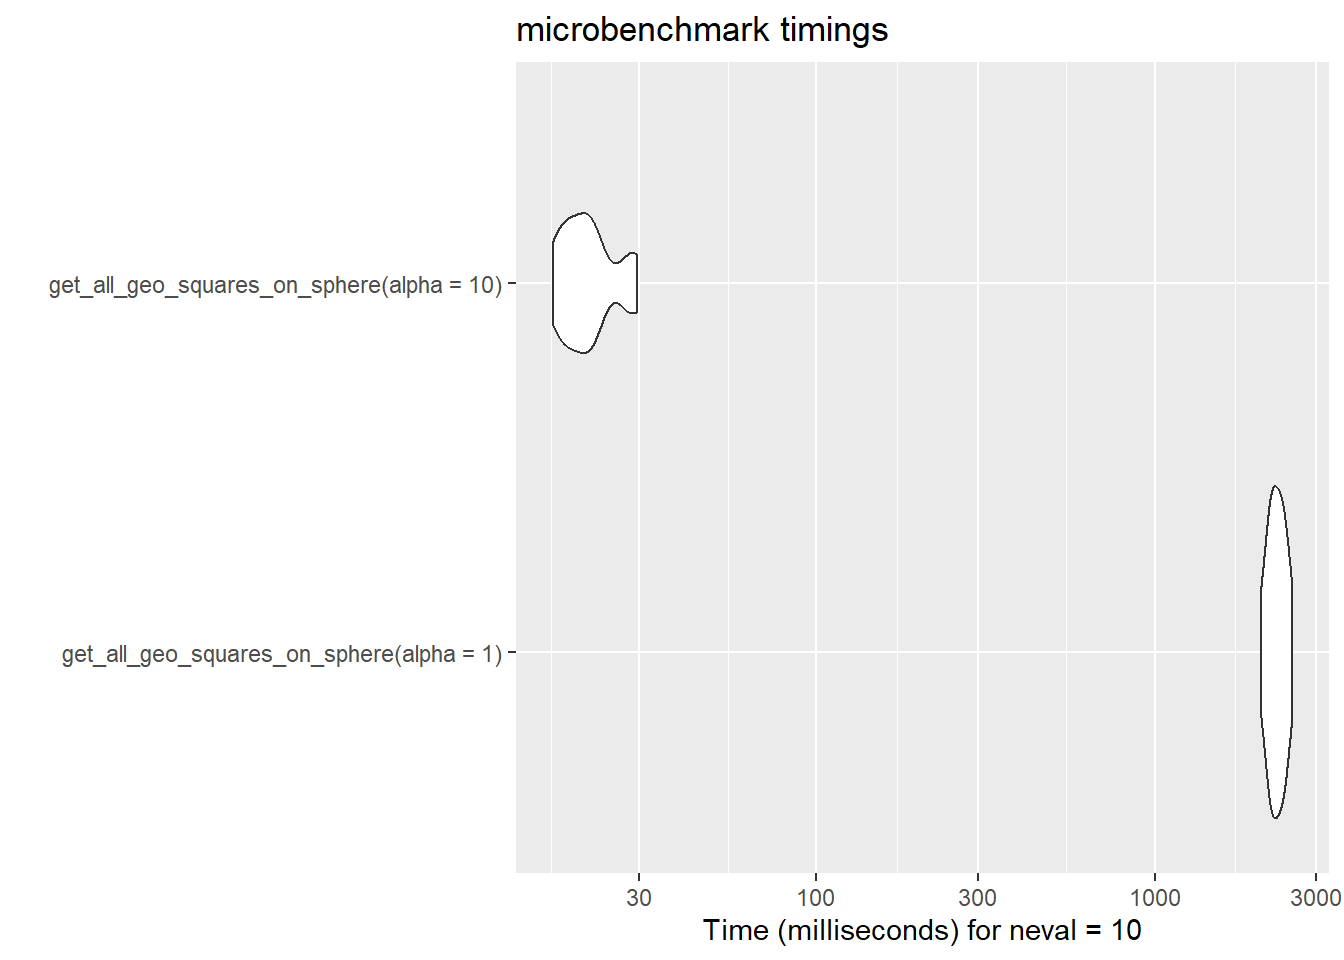 microbenchmark timings
get_all_geo_squares_on_sphere(alpha = 10)
get_all_geo_squares_on_sphere(alpha = 1)
30 100 300 1000 3000
Time (milliseconds) for neval = 10